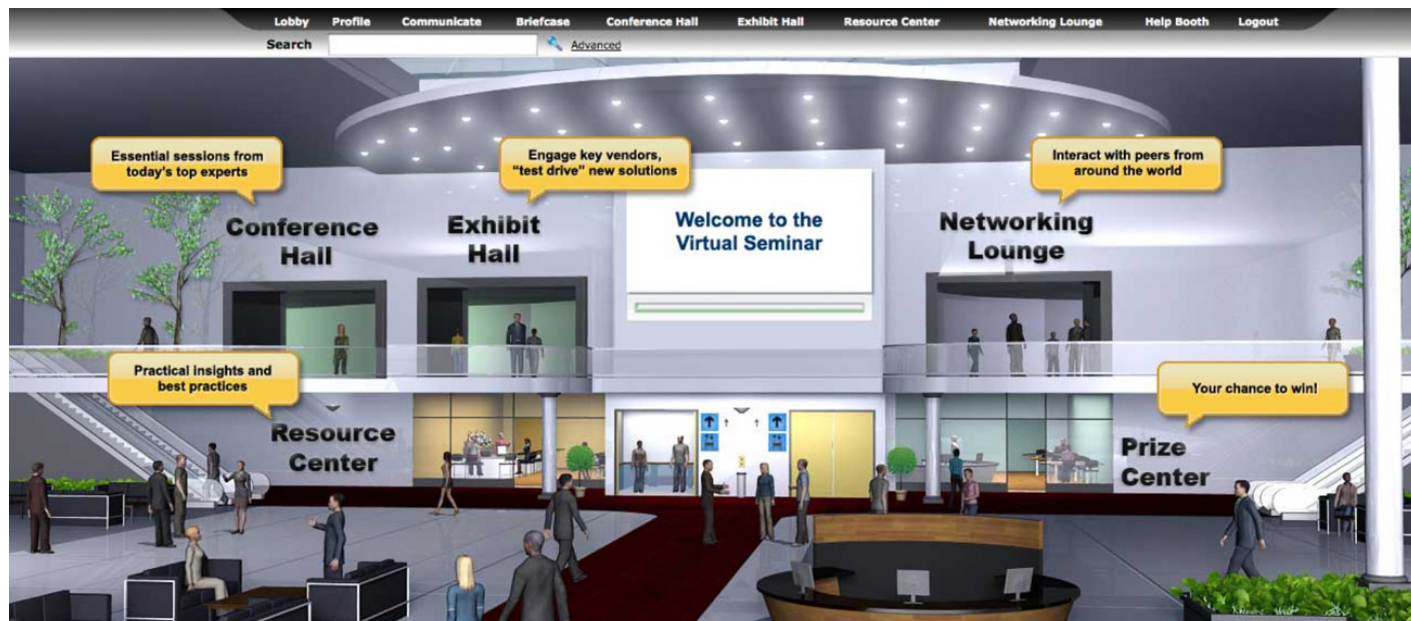 Lobby Profile Communicate Briefcase Conference Hall Exhibit Hall Resource Center Networking Lounge Help Booth Logout
Search Advanced
Essential sessions from
today's top experts
Engage key vendors,
“test drive” new solutions
Interact with peers from
around the world
Conference
Hall
Exhibit
Hall
Welcome to the
Virtual Seminar
Networking
Lounge
Practical insights and
best practices
Your chance to win!
Resource
Center
Prize
Center